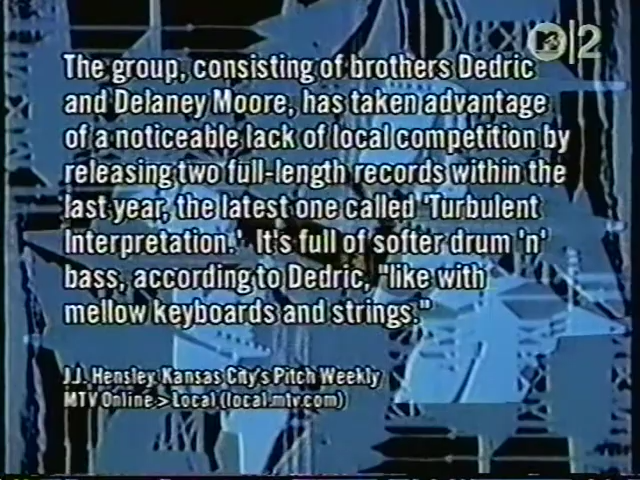 MTV 2
The group, consisting of brothers Dedric
and Delaney Moore, has taken advantage
of a noticeable lack of local competition by
releasing two full-length records within the
last year, the latest one called 'Turbulent
Interpretation.' It's full of softer drum 'n'
bass, according to Dedric, "like with
mellow keyboards and strings."
J.J. Hensley Kansas City's Pitch Weekly
MTV Online > Local (local.mtv.com)